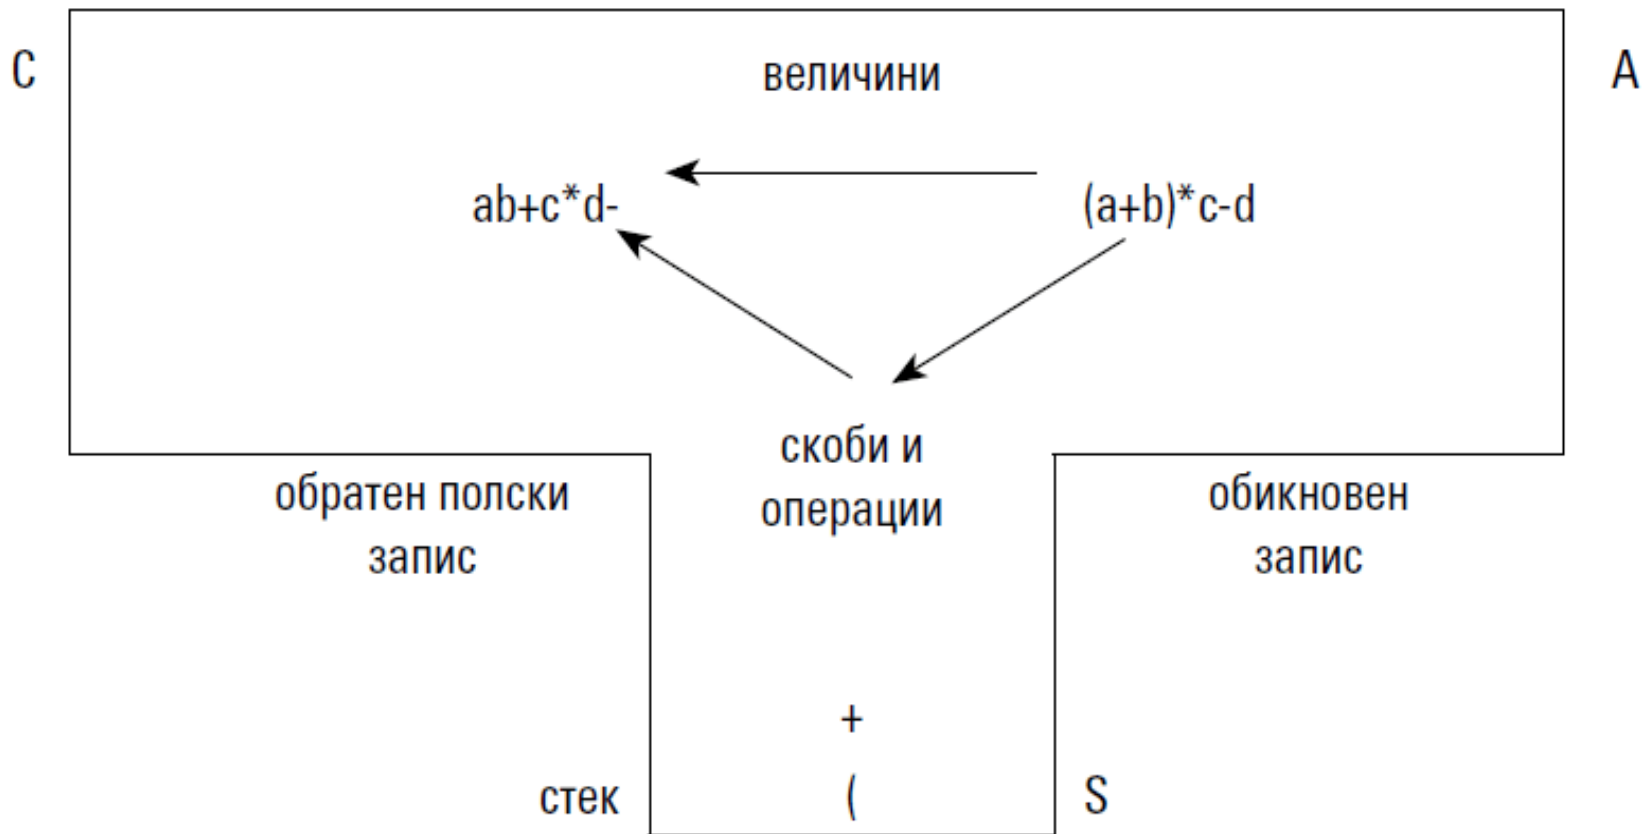 C
величини
A
ab+c*d-
(a+b)*c-d
скоби и
операции
обратен полски
запис
обикновен
запис
+
стек
(
S